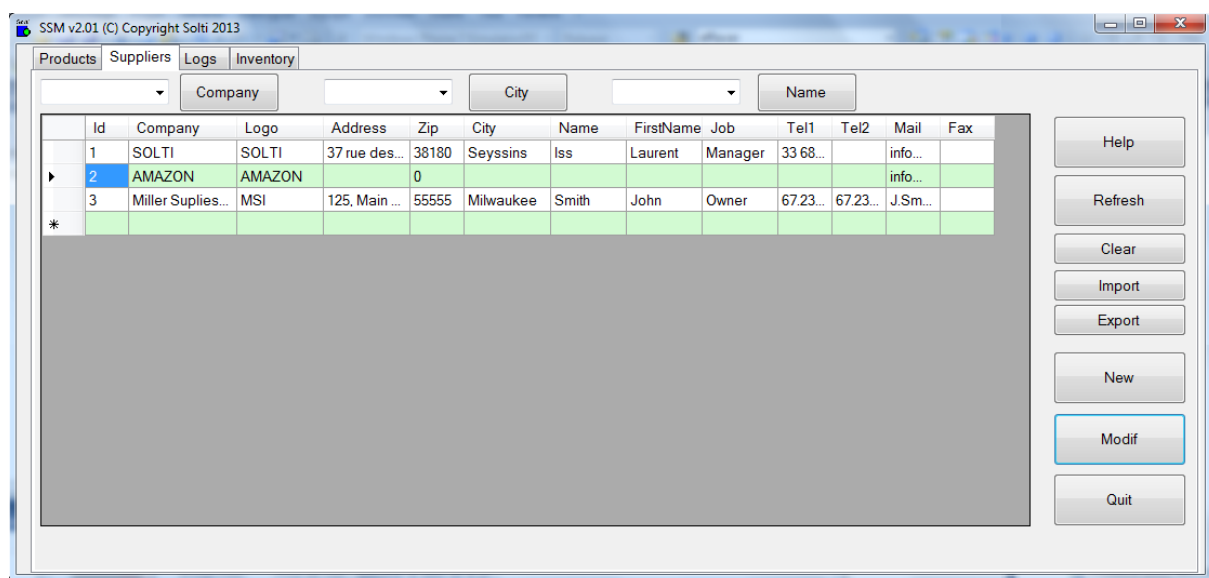 SSM v2.01 (C) Copyright Solti 2013
Products Suppliers Logs Inventory
Company City Name
Id Company Logo Address Zip City Name FirstName Job Tel1 Tel2 Mail Fax
1 SOLTI SOLTI 37 rue des... 38180 Seyssins Iss Laurent Manager 33 68... info...
2 AMAZON AMAZON 0 info...
3 Miller Suplies... MSI 125, Main ... 55555 Milwaukee Smith John Owner 67.23... 67.23... J.Sm...
Help
Refresh
Clear
Import
Export
New
Modif
Quit